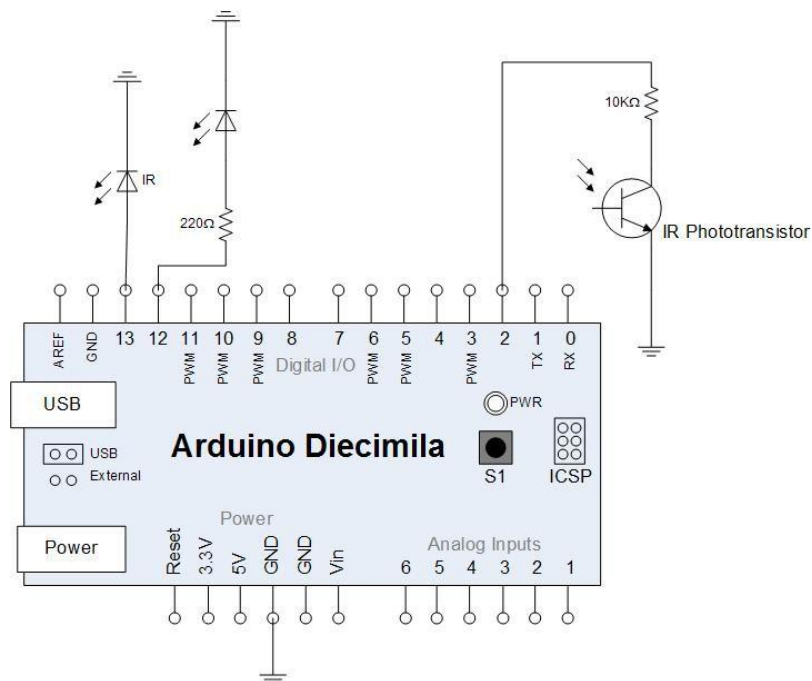 10KΩ
IR
220Ω
IR Phototransistor
AREF GND 13 12 11 10 9 8 7 6 5 4 3 2 1 0
PWM PWM PWM PWM PWM PWM TX RX
Digital I/O
USB
PWR
Arduino Diecimila
USB
External
S1 ICSP
Power
Power
Analog Inputs
Reset 3.3V 5V GND GND Vin 6 5 4 3 2 1